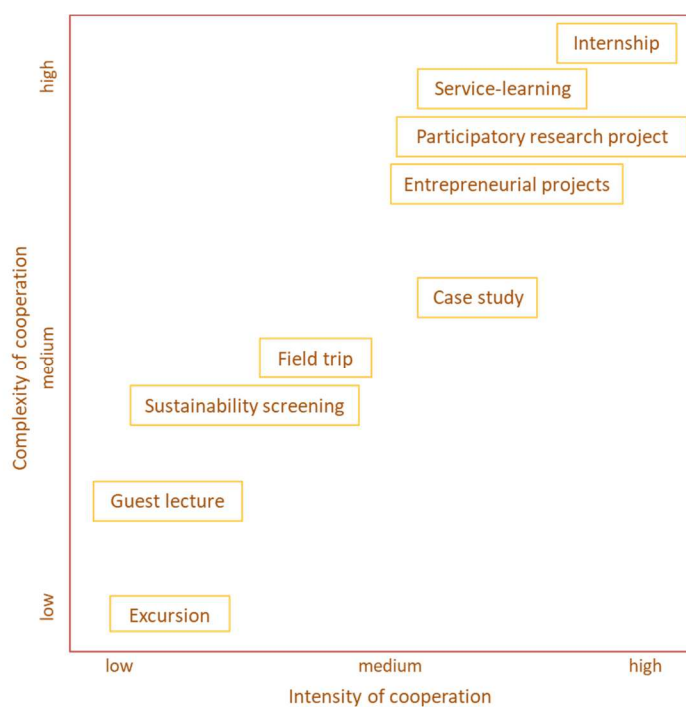 Internship
high
Service-learning
Participatory research project
Entrepreneurial projects
Complexity of cooperation
Case study
medium
Field trip
Sustainability screening
Guest lecture
low
Excursion
low medium high
Intensity of cooperation